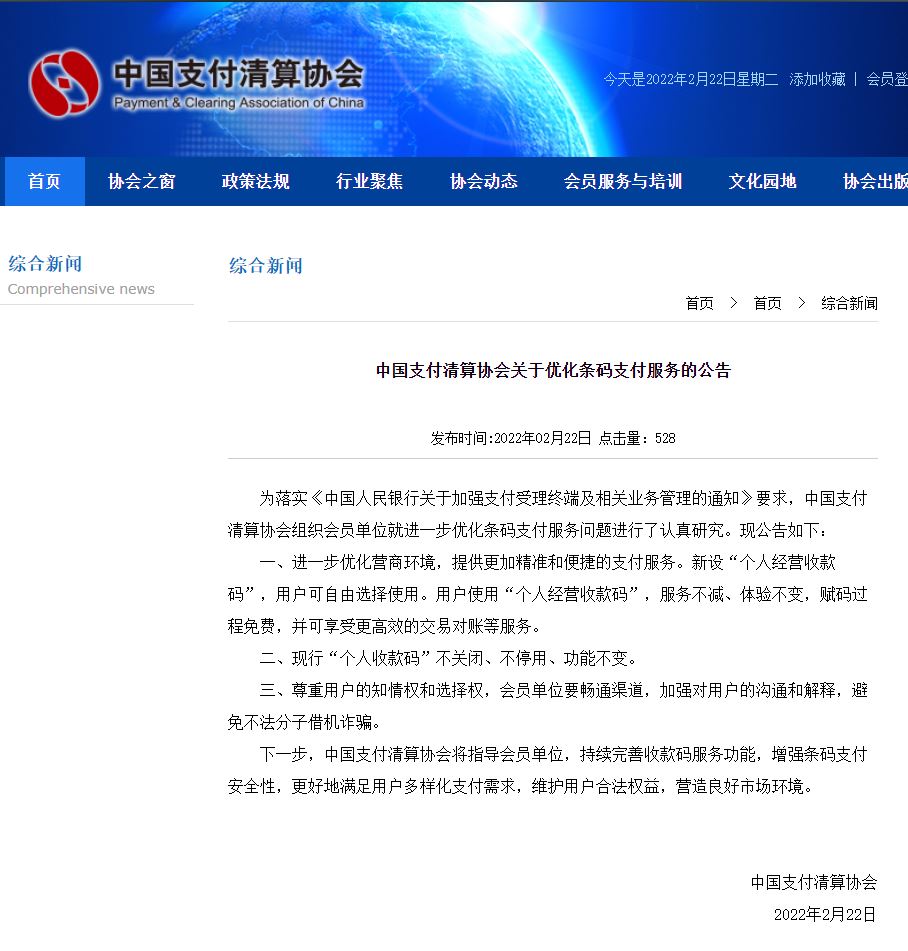 中国支付清算协会
Payment & Clearing Association of China
今天是2022年2月22日星期二 添加收藏 | 会员登
首页 协会之窗 政策法规 行业聚焦 协会动态 会员服务与培训 文化园地 协会出版
综合新闻
Comprehensive news
综合新闻
首页 > 首页 > 综合新闻
中国支付清算协会关于优化条码支付服务的公告
发布时间:2022年02月22日 点击量：528
为落实《中国人民银行关于加强支付受理终端及相关业务管理的通知》要求，中国支付
清算协会组织会员单位就进一步优化条码支付服务问题进行了认真研究。现公告如下：
一、进一步优化营商环境，提供更加精准和便捷的支付服务。新设“个人经营收款
码”，用户可自由选择使用。用户使用“个人经营收款码”，服务不减、体验不变，赋码过
程免费，并可享受更高效的交易对账等服务。
二、现行“个人收款码”不关闭、不停用、功能不变。
三、尊重用户的知情权和选择权，会员单位要畅通渠道，加强对用户的沟通和解释，避
免不法分子借机诈骗。
下一步，中国支付清算协会将指导会员单位，持续完善收款码服务功能，增强条码支付
安全性，更好地满足用户多样化支付需求，维护用户合法权益，营造良好市场环境。
中国支付清算协会
2022年2月22日